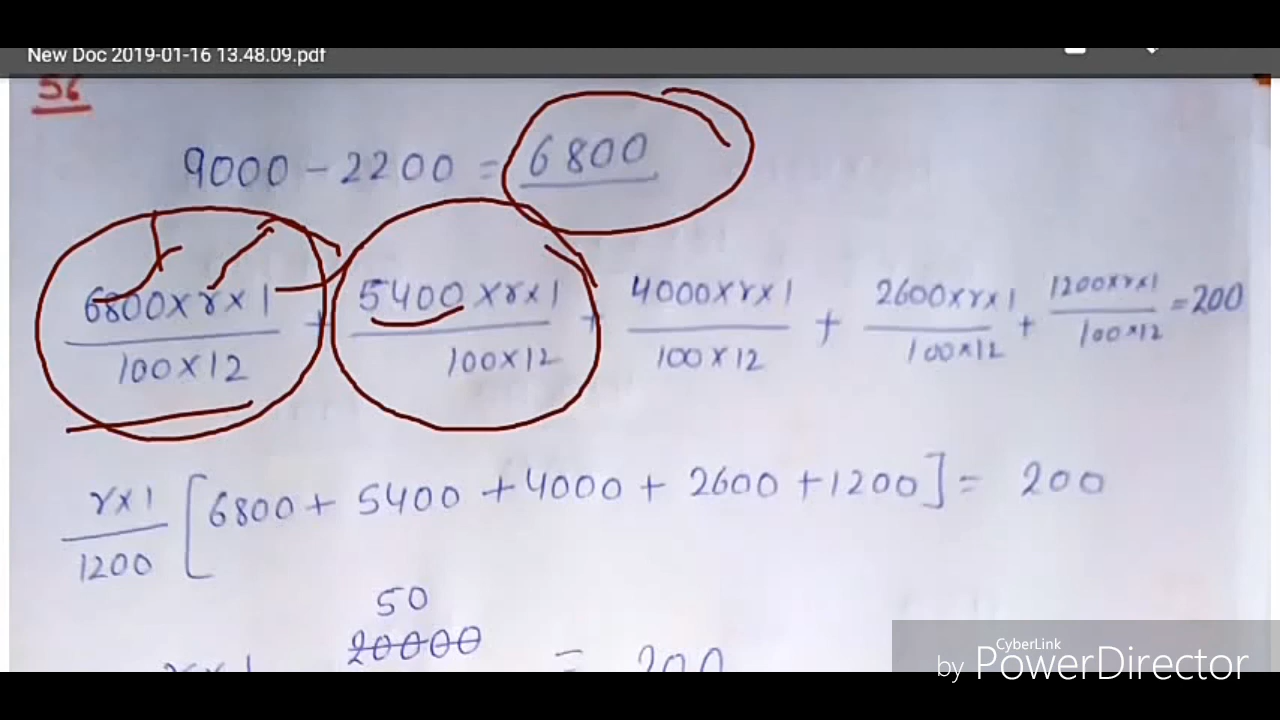 New Doc 2019-01-16 13.48.09.pdf
56
9000 - 2200 = 6800
6800×r×1/100×12 + 5400×r×1/100×12 + 4000×r×1/100×12 + 2600×r×1/100×12 + 1200×r×1/100×12 = 200
r×1/1200 [6800 + 5400 + 4000 + 2600 + 1200] = 200
50
20000 = 200
CyberLink
by PowerDirector